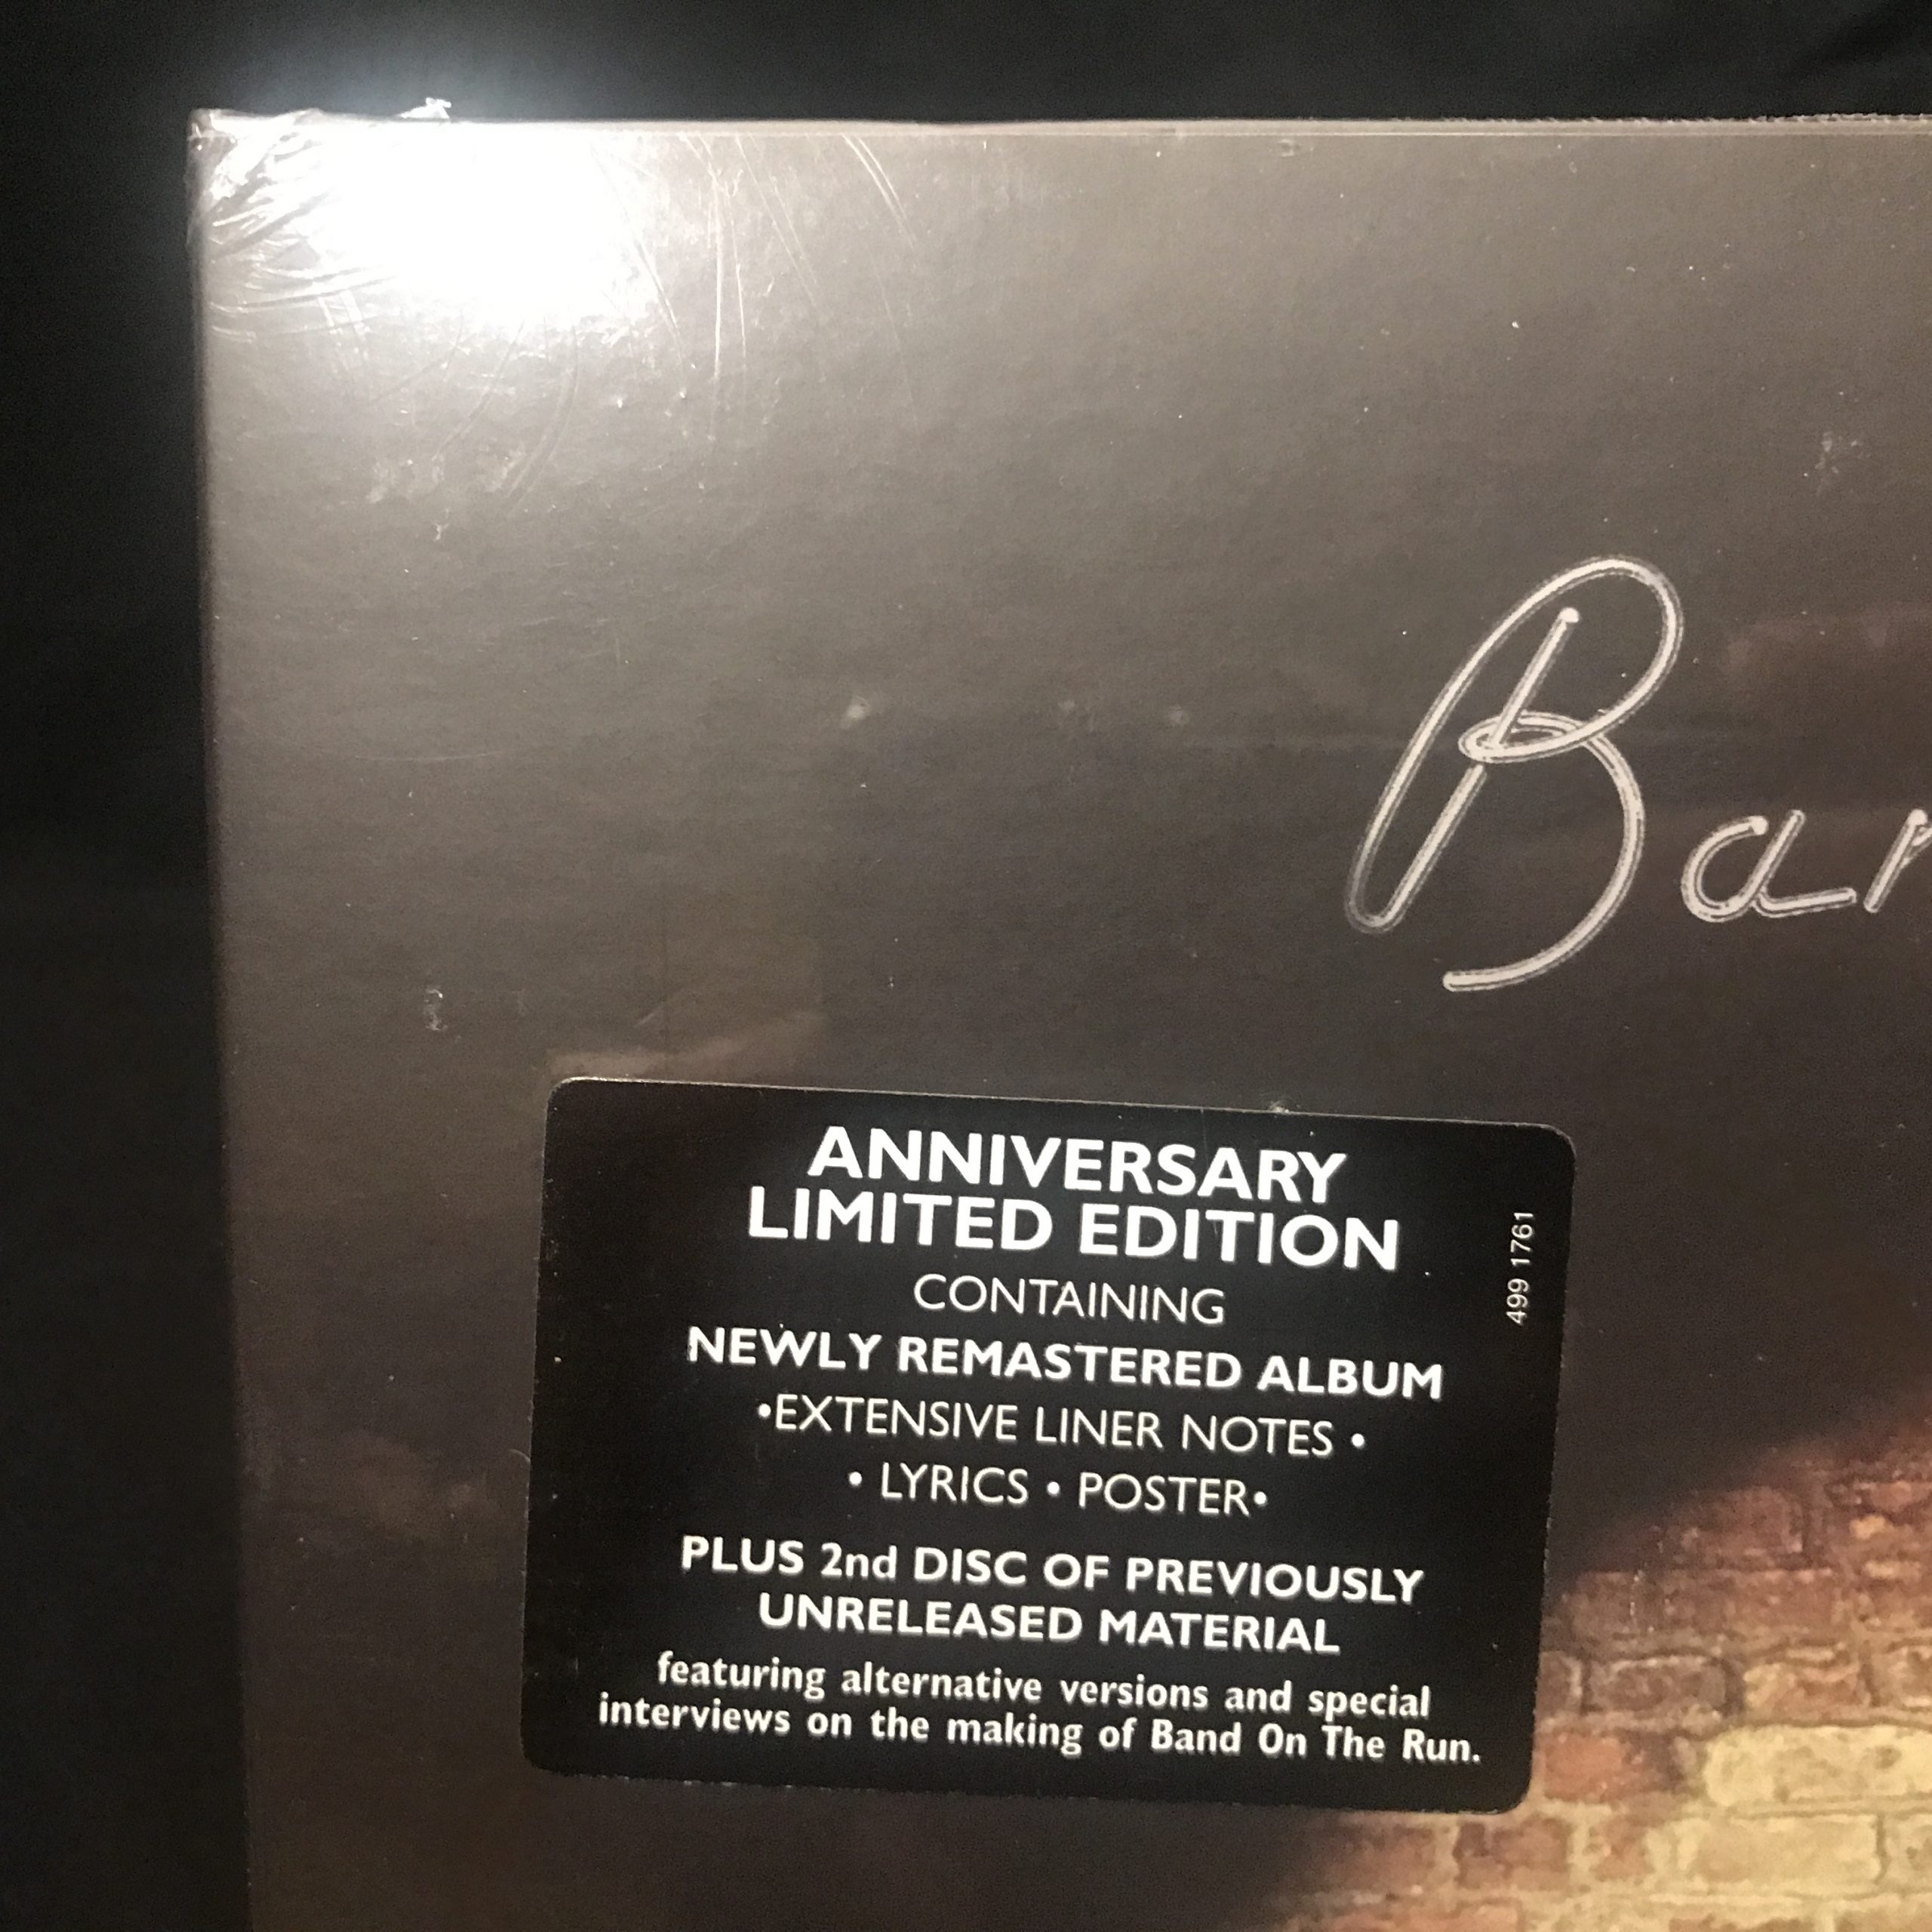 Ban
ANNIVERSARY
LIMITED EDITION
CONTAINING
NEWLY REMASTERED ALBUM
•EXTENSIVE LINER NOTES •
• LYRICS • POSTER•
PLUS 2nd DISC OF PREVIOUSLY
UNRELEASED MATERIAL
featuring alternative versions and special
interviews on the making of Band On The Run.
499 1761